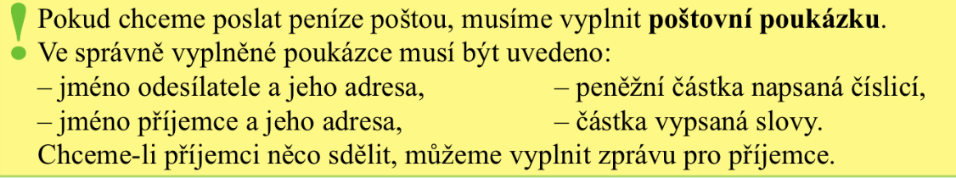 Pokud chceme poslat peníze poštou, musíme vyplnit poštovní poukázku.
Ve správně vyplněné poukázce musí být uvedeno:
– jméno odesílatele a jeho adresa, – peněžní částka napsaná číslicí,
– jméno příjemce a jeho adresa, – částka vypsaná slovy.
Chceme-li příjemci něco sdělit, můžeme vyplnit zprávu pro příjemce.